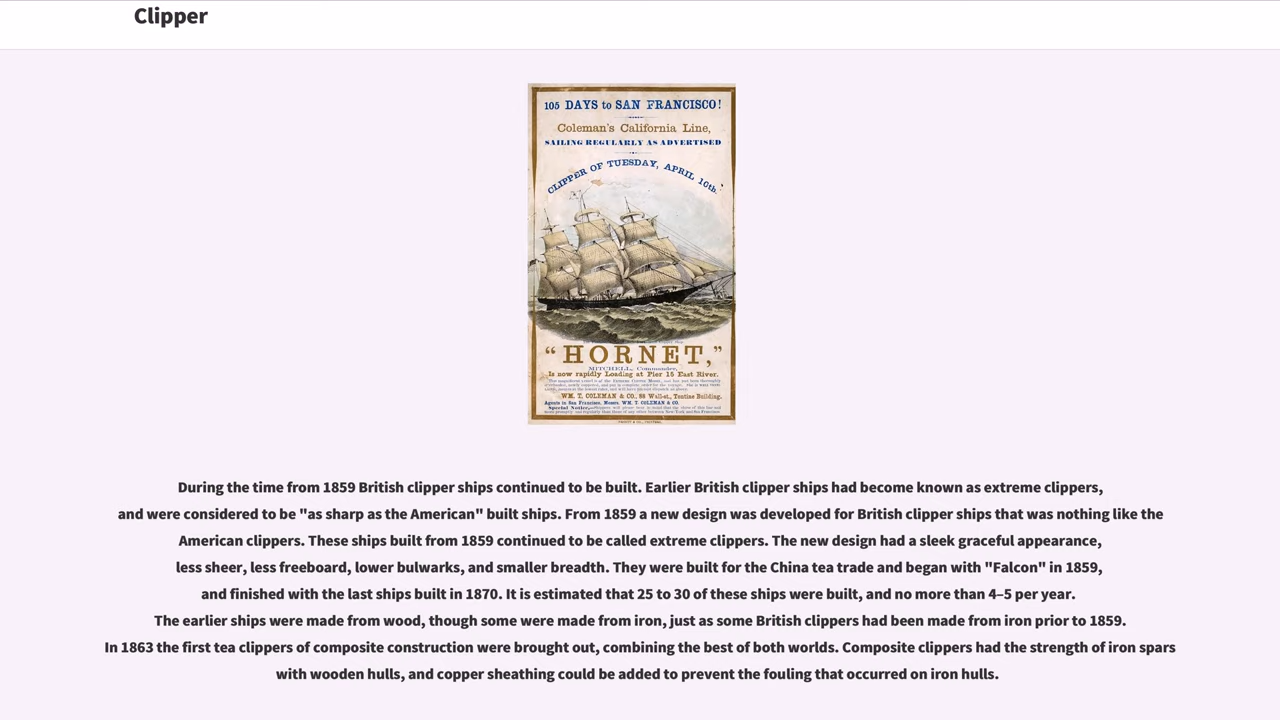 Clipper
105 DAYS to SAN FRANCISCO!
Coleman's California Line,
SAILING REGULARLY AS ADVERTISED
CLIPPER OF TUESDAY, APRIL 10th.
"HORNET,"
MITCHELL, Commander,
Is now rapidly Loading at Pier 15 East River.
WM. T. COLEMAN & CO., 88 Wall-st., Tontine Building.
Agents in San Francisco, Messrs. WM. T. COLEMAN & CO.
Special Notice.
During the time from 1859 British clipper ships continued to be built. Earlier British clipper ships had become known as extreme clippers,
and were considered to be "as sharp as the American" built ships. From 1859 a new design was developed for British clipper ships that was nothing like the
American clippers. These ships built from 1859 continued to be called extreme clippers. The new design had a sleek graceful appearance,
less sheer, less freeboard, lower bulwarks, and smaller breadth. They were built for the China tea trade and began with "Falcon" in 1859,
and finished with the last ships built in 1870. It is estimated that 25 to 30 of these ships were built, and no more than 4–5 per year.
The earlier ships were made from wood, though some were made from iron, just as some British clippers had been made from iron prior to 1859.
In 1863 the first tea clippers of composite construction were brought out, combining the best of both worlds. Composite clippers had the strength of iron spars
with wooden hulls, and copper sheathing could be added to prevent the fouling that occurred on iron hulls.